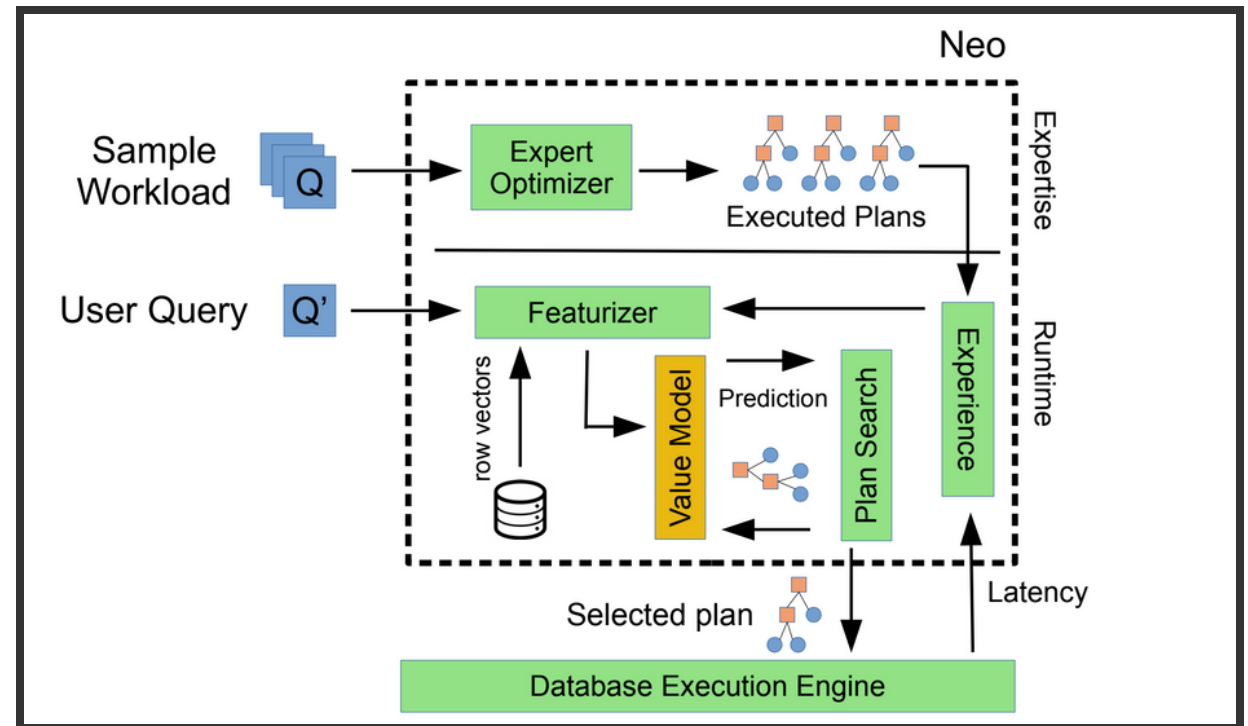 Neo
Sample
Workload
Q
Expert
Optimizer
Executed Plans
Expertise
User Query
Q’
Featurizer
Runtime
row vectors
Value Model
Prediction
Plan Search
Experience
Selected plan
Latency
Database Execution Engine